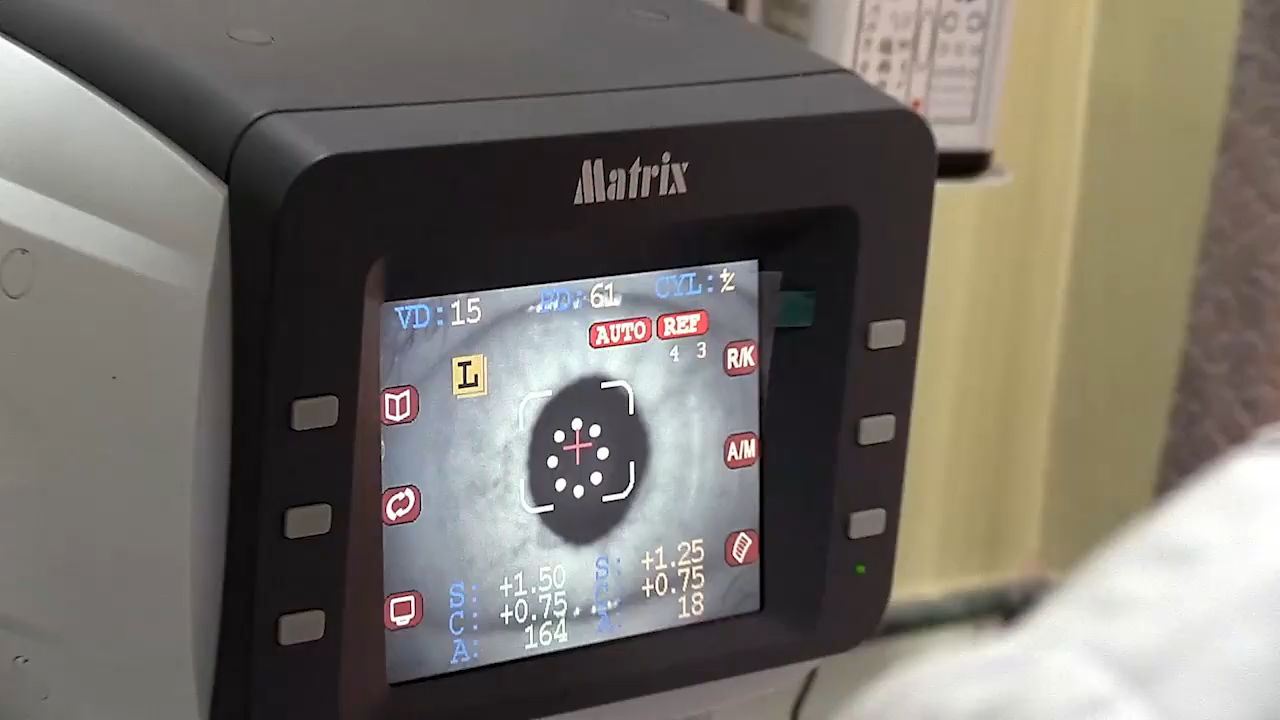 Matrix
VD:15 PD:61 CYL:±
AUTO REF
4 3
L
R/K
A/M
S: +1.50 S: +1.25
C: +0.75 C: +0.75
A: 164 A: 18